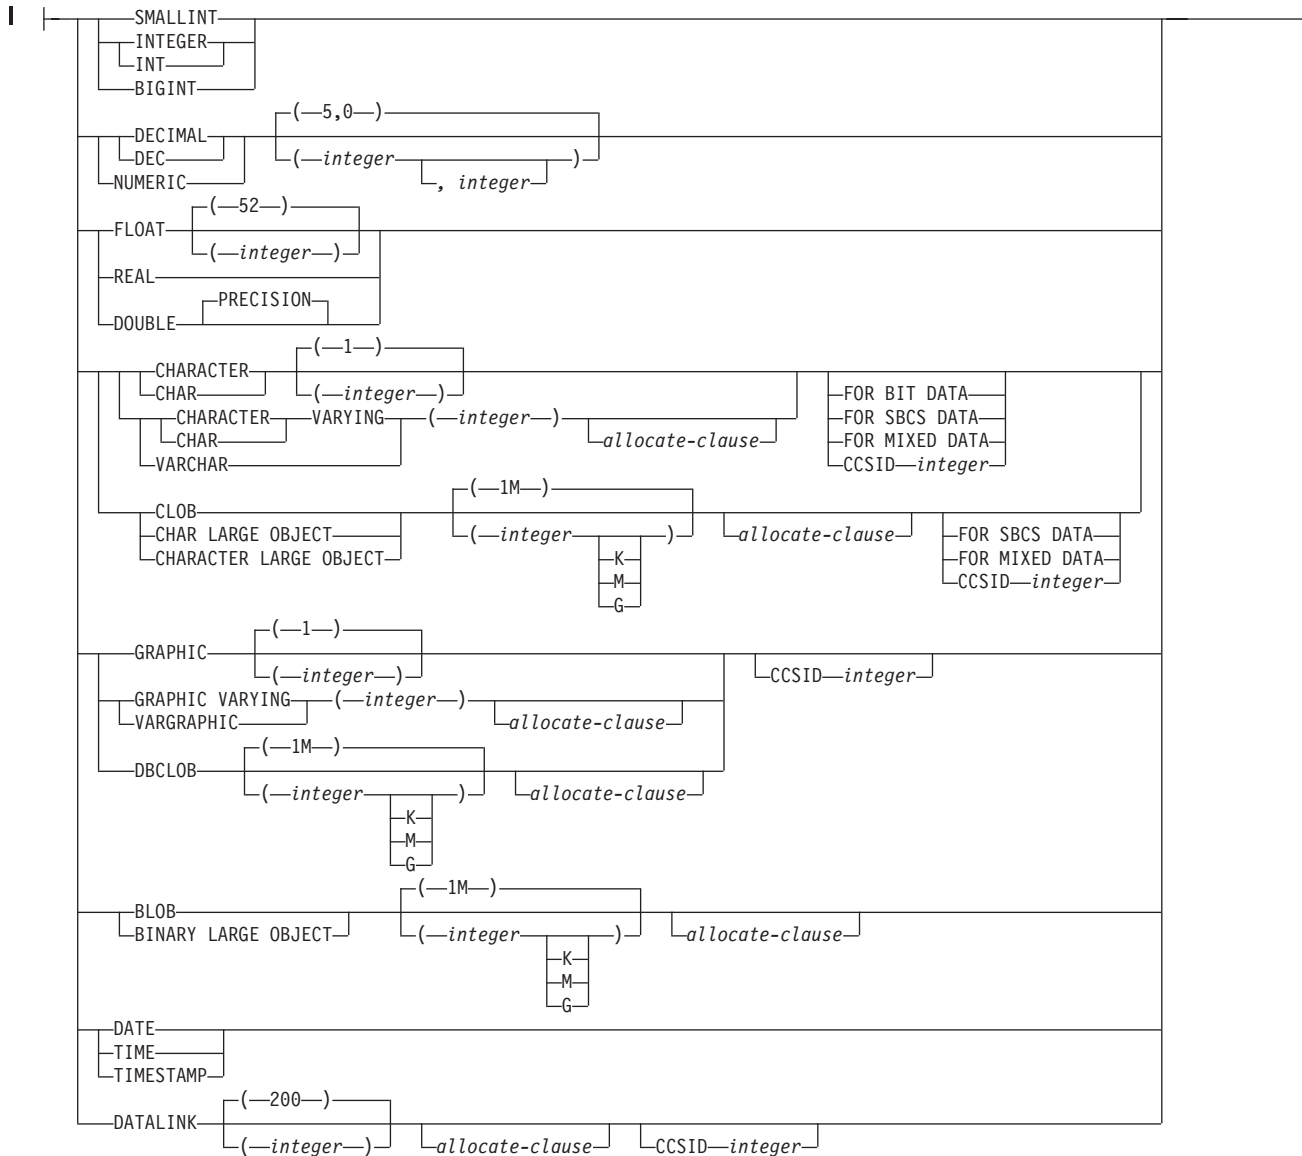 SMALLINT
INTEGER
INT
BIGINT
( 5,0 )
DECIMAL
DEC ( integer )
NUMERIC , integer
( 52 )
FLOAT
( integer )
REAL
PRECISION
DOUBLE
( 1 )
CHARACTER
CHAR ( integer ) FOR BIT DATA
CHARACTER VARYING ( integer ) FOR SBCS DATA
CHAR allocate-clause FOR MIXED DATA
VARCHAR CCSID integer
( 1M )
CLOB
CHAR LARGE OBJECT ( integer ) allocate-clause FOR SBCS DATA
CHARACTER LARGE OBJECT K FOR MIXED DATA
M CCSID integer
G
( 1 )
GRAPHIC
( integer ) CCSID integer
GRAPHIC VARYING ( integer )
VARGRAPHIC allocate-clause
( 1M )
DBCLOB
( integer ) allocate-clause
K
M
G
( 1M )
BLOB
BINARY LARGE OBJECT ( integer ) allocate-clause
K
M
G
DATE
TIME
TIMESTAMP
( 200 )
DATALINK
( integer ) allocate-clause CCSID integer